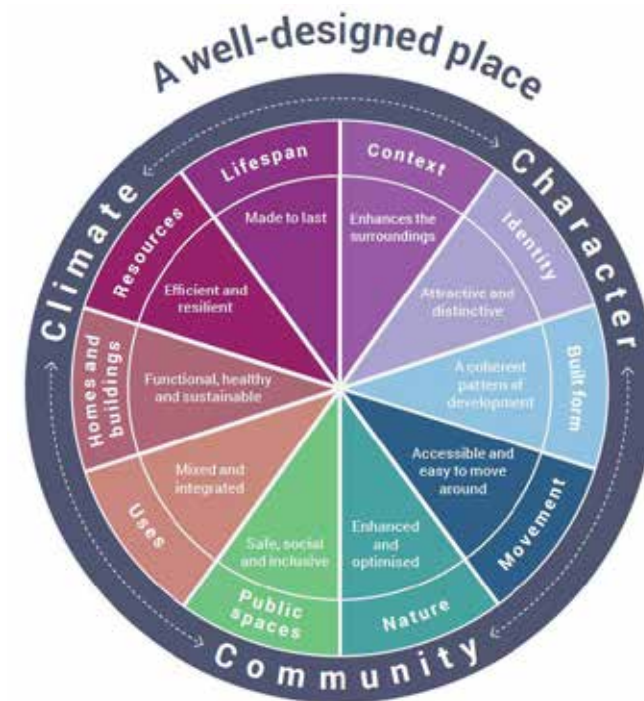 A well-designed place
Climate
Character
Community
Context
Enhances the
surroundings
Identity
Attractive and
distinctive
Built form
A coherent
pattern of
development
Movement
Accessible and
easy to move
around
Nature
Enhanced
and
optimised
Public
spaces
Safe, social
and inclusive
Uses
Mixed and
integrated
Homes and
buildings
Functional, healthy
and sustainable
Resources
Efficient and
resilient
Lifespan
Made to last